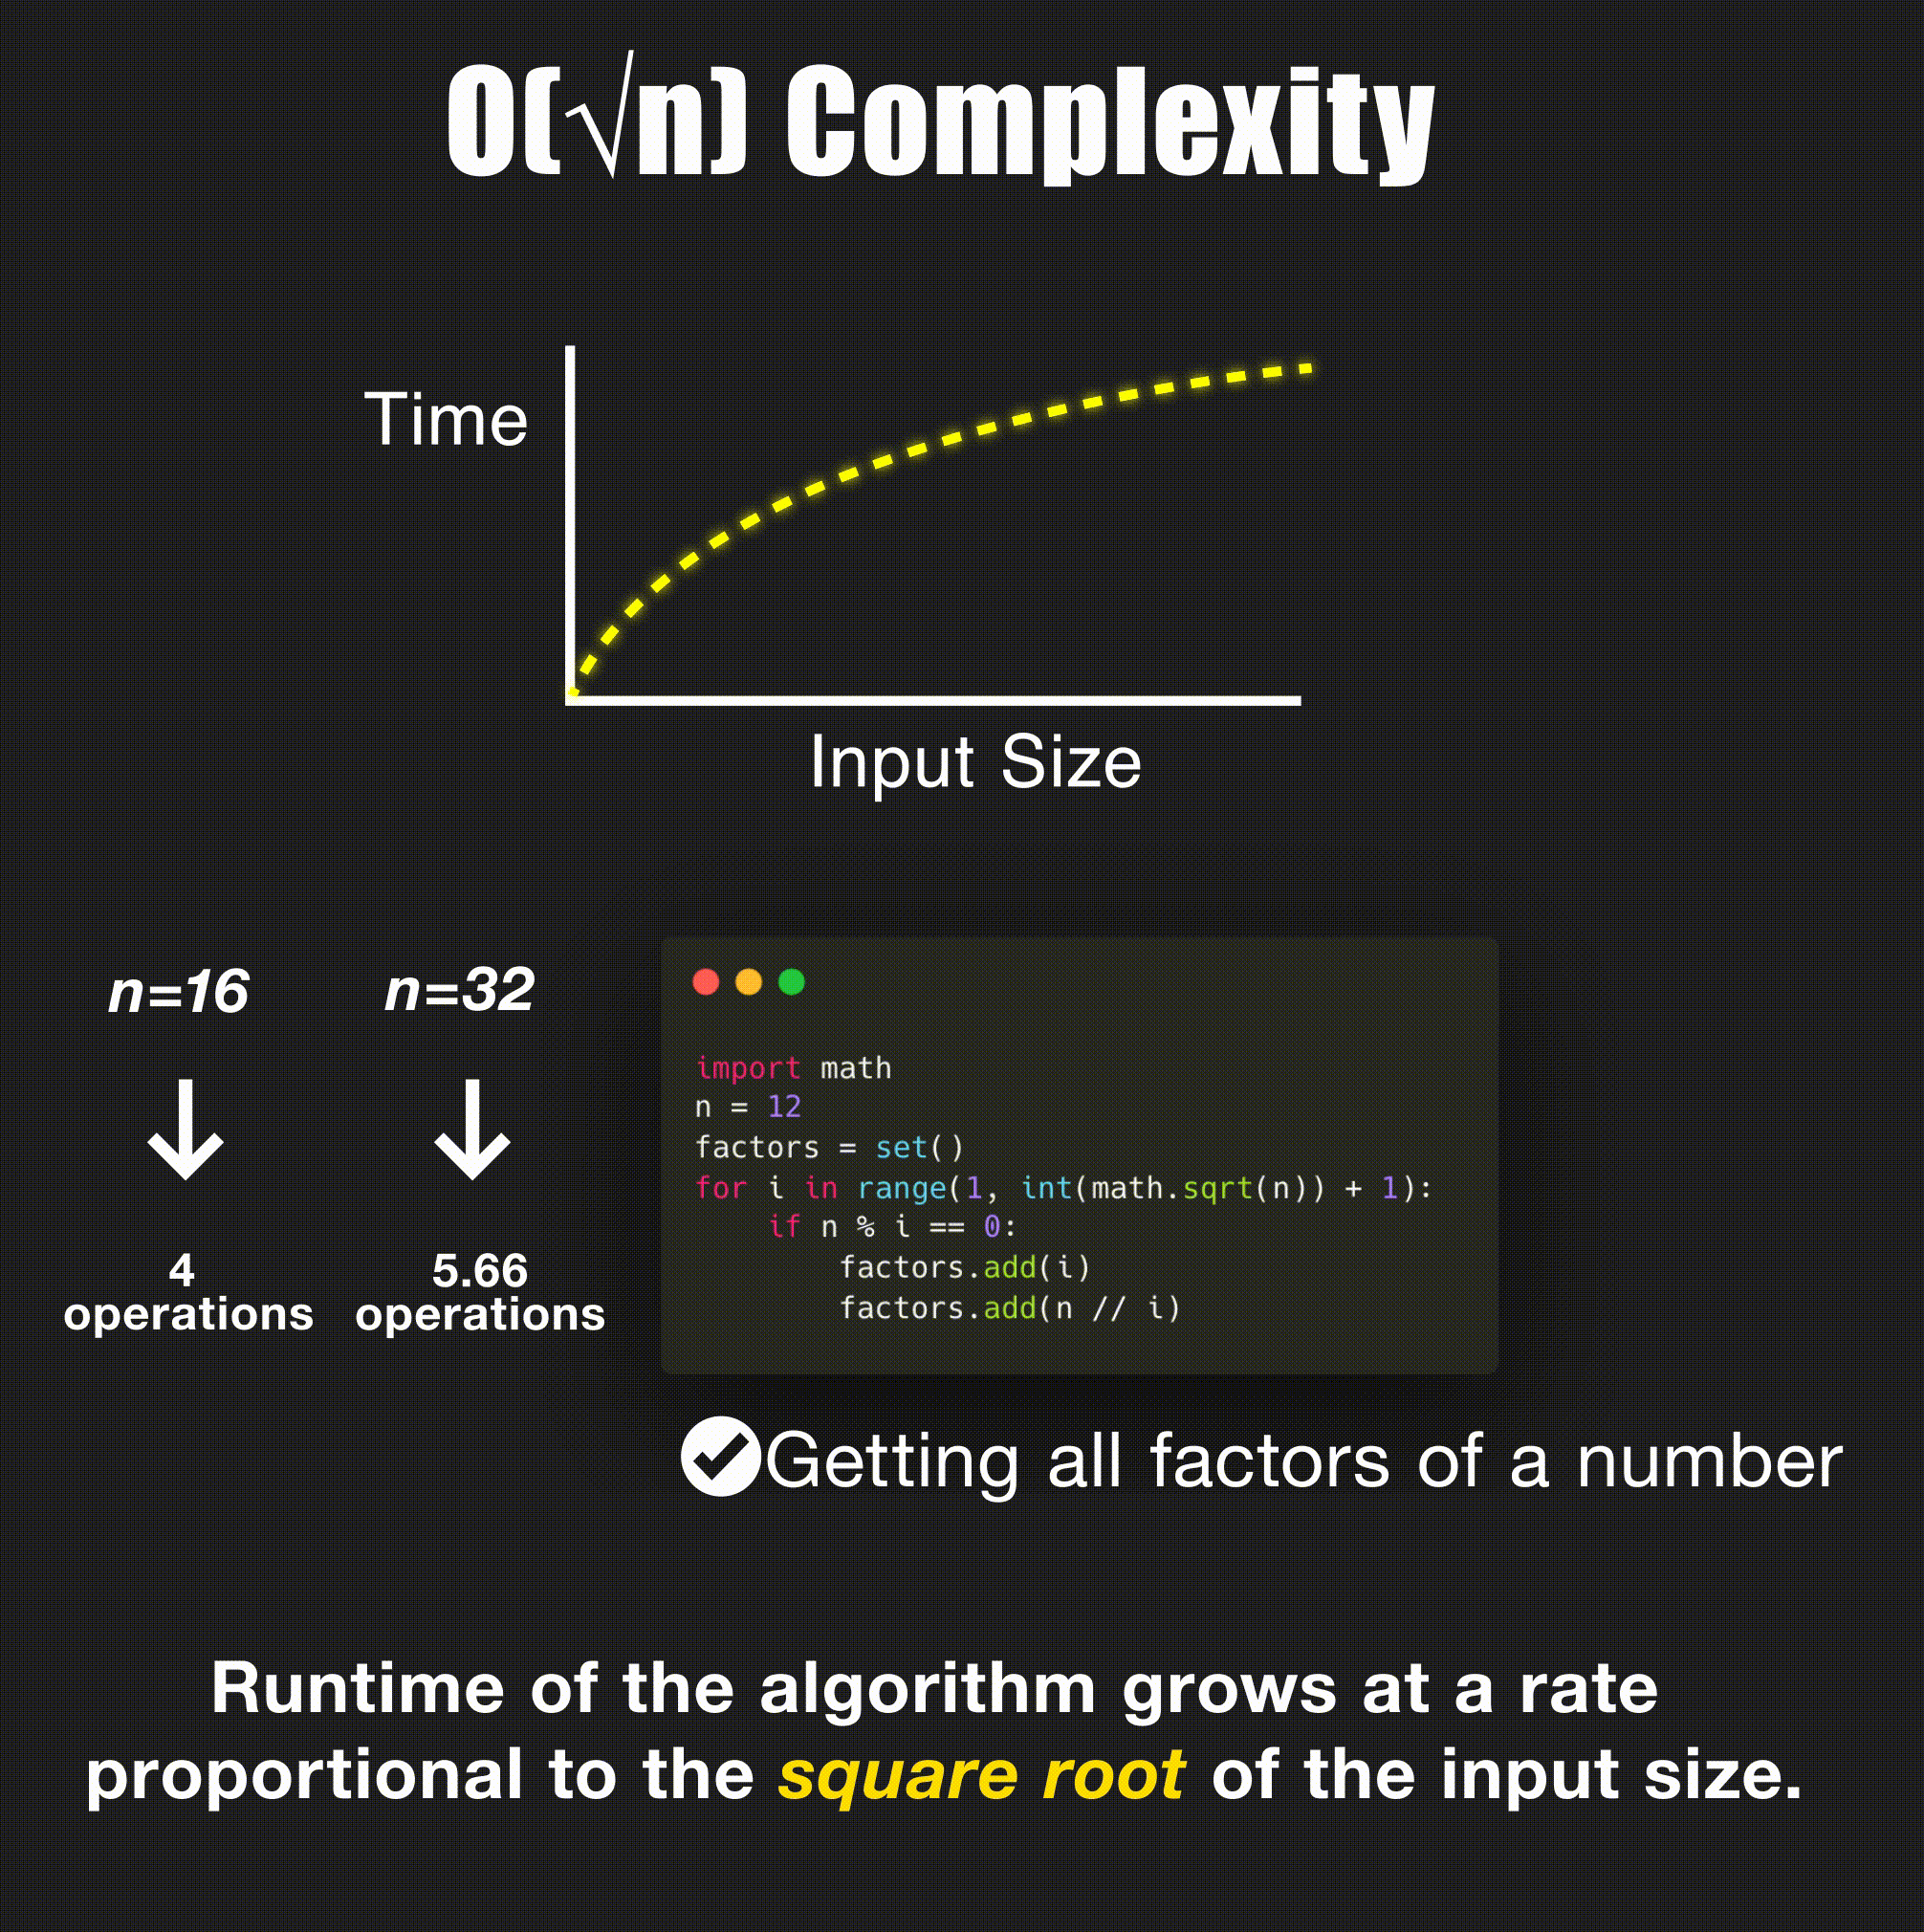 O(√n) Complexity
Time
Input Size
n=16
n=32
4
operations
5.66
operations
import math
n = 12
factors = set()
for i in range(1, int(math.sqrt(n)) + 1):
    if n % i == 0:
        factors.add(i)
        factors.add(n // i)
Getting all factors of a number
Runtime of the algorithm grows at a rate
proportional to the square root of the input size.